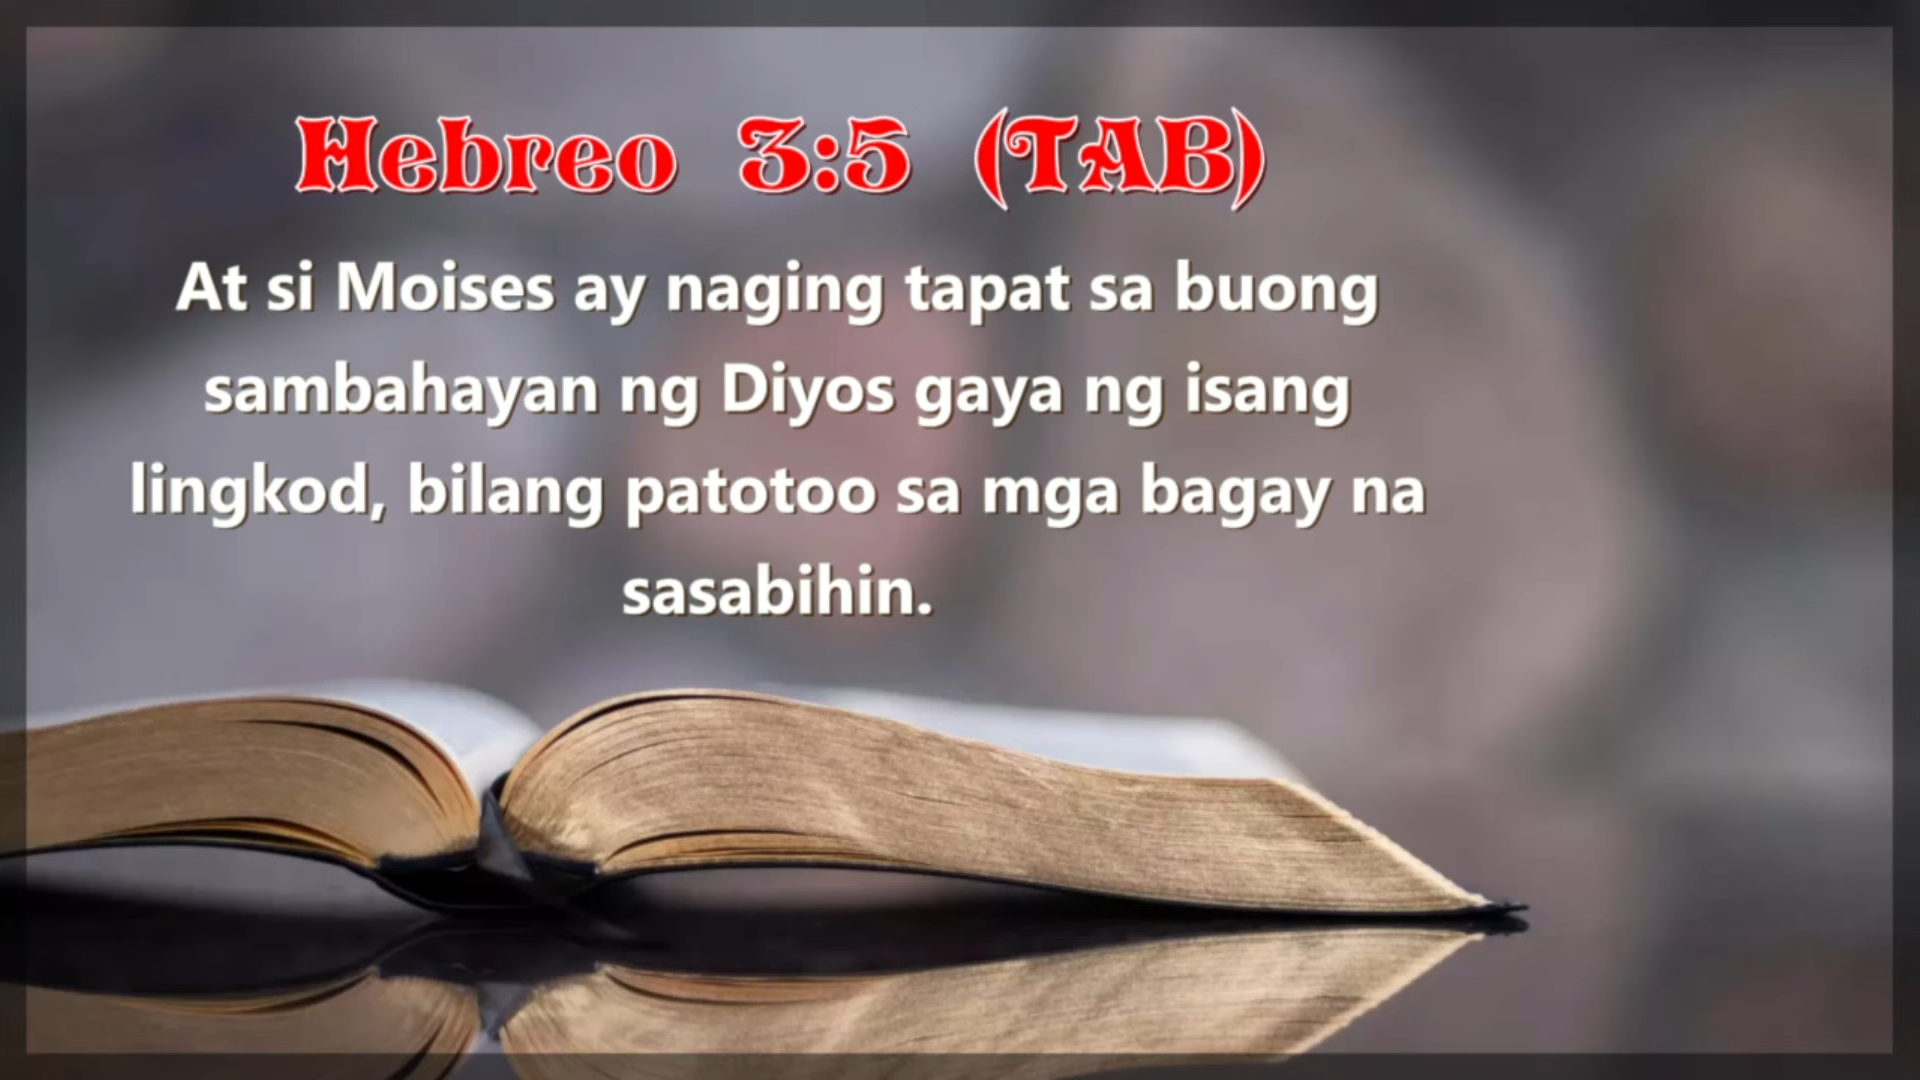 Hebreo 3:5 (TAB)
At si Moises ay naging tapat sa buong
sambahayan ng Diyos gaya ng isang
lingkod, bilang patotoo sa mga bagay na
sasabihin.